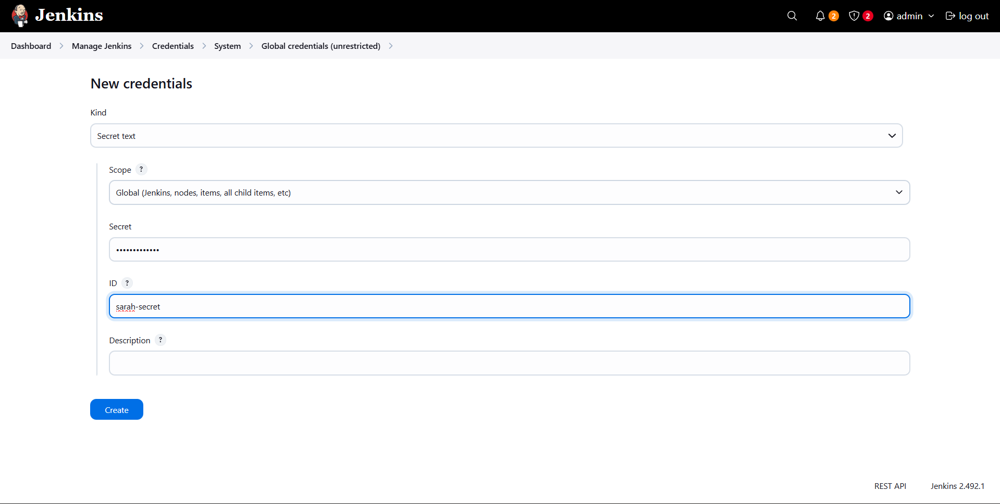 Jenkins
2
2
admin
log out
Dashboard
Manage Jenkins
Credentials
System
Global credentials (unrestricted)
New credentials
Kind
Secret text
Scope ?
Global (Jenkins, nodes, items, all child items, etc)
Secret
•••••••••••••
ID ?
sarah-secret
Description ?
Create
REST API
Jenkins 2.492.1